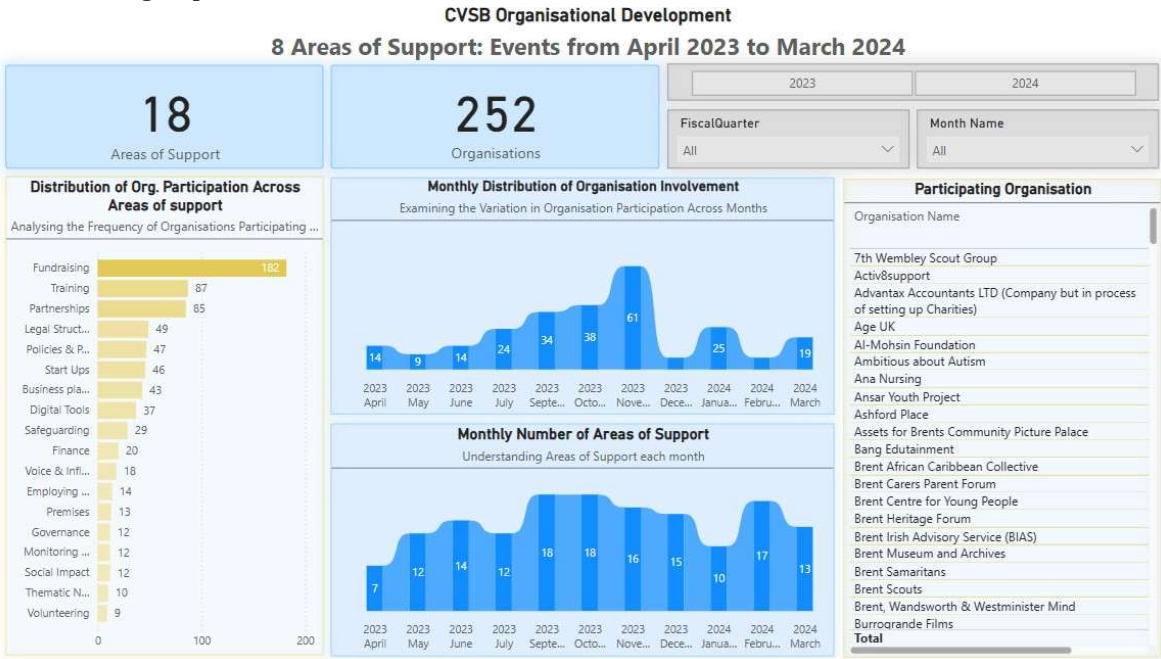 CVSB Organisational Development
8 Areas of Support: Events from April 2023 to March 2024
18
Areas of Support
252
Organisations
2023
2024
FiscalQuarter
All
Month Name
All
Distribution of Org. Participation Across
Areas of support
Analysing the Frequency of Organisations Participating ...
Fundraising 182
Training 87
Partnerships 85
Legal Struct... 49
Policies & P... 47
Start Ups 46
Business pla... 43
Digital Tools 37
Safeguarding 29
Finance 20
Voice & Infl... 18
Employing ... 14
Premises 13
Governance 12
Monitoring ... 12
Social Impact 12
Thematic N... 10
Volunteering 9
0 100 200
Monthly Distribution of Organisation Involvement
Examining the Variation in Organisation Participation Across Months
14 9 14 24 34 38 61 25 19
2023 2023 2023 2023 2023 2023 2023 2023 2024 2024 2024
April May June July Septe... Octo... Nove... Dece... Janua... Febru... March
Monthly Number of Areas of Support
Understanding Areas of Support each month
7 12 14 12 18 18 16 15 10 17 13
2023 2023 2023 2023 2023 2023 2023 2023 2024 2024 2024
April May June July Septe... Octo... Nove... Dece... Janua... Febru... March
Participating Organisation
Organisation Name
7th Wembley Scout Group
Activ8support
Advantax Accountants LTD (Company but in process
of setting up Charities)
Age UK
Al-Mohsin Foundation
Ambitious about Autism
Ana Nursing
Ansar Youth Project
Ashford Place
Assets for Brents Community Picture Palace
Bang Edutainment
Brent African Caribbean Collective
Brent Carers Parent Forum
Brent Centre for Young People
Brent Heritage Forum
Brent Irish Advisory Service (BIAS)
Brent Museum and Archives
Brent Samaritans
Brent Scouts
Brent, Wandsworth & Westminister Mind
Burrogrande Films
Total